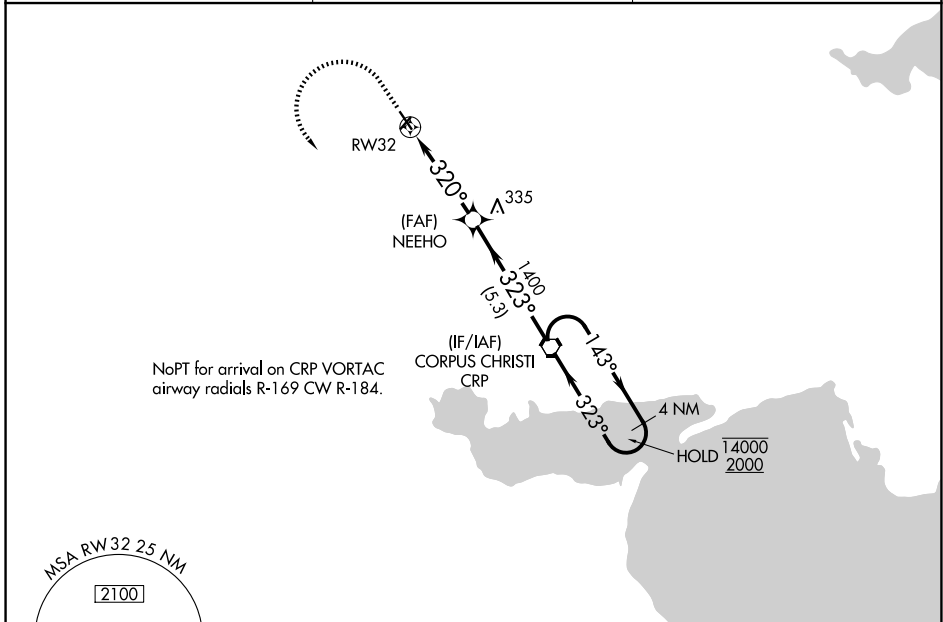 RW32
320°
335
(FAF)
NEEHO
1400
323°
(5.3)
(IF/IAF)
CORPUS CHRISTI
CRP
143°
NoPT for arrival on CRP VORTAC
airway radials R-169 CW R-184.
323°
4 NM
HOLD 14000
2000
MSA RW32 25 NM
2100